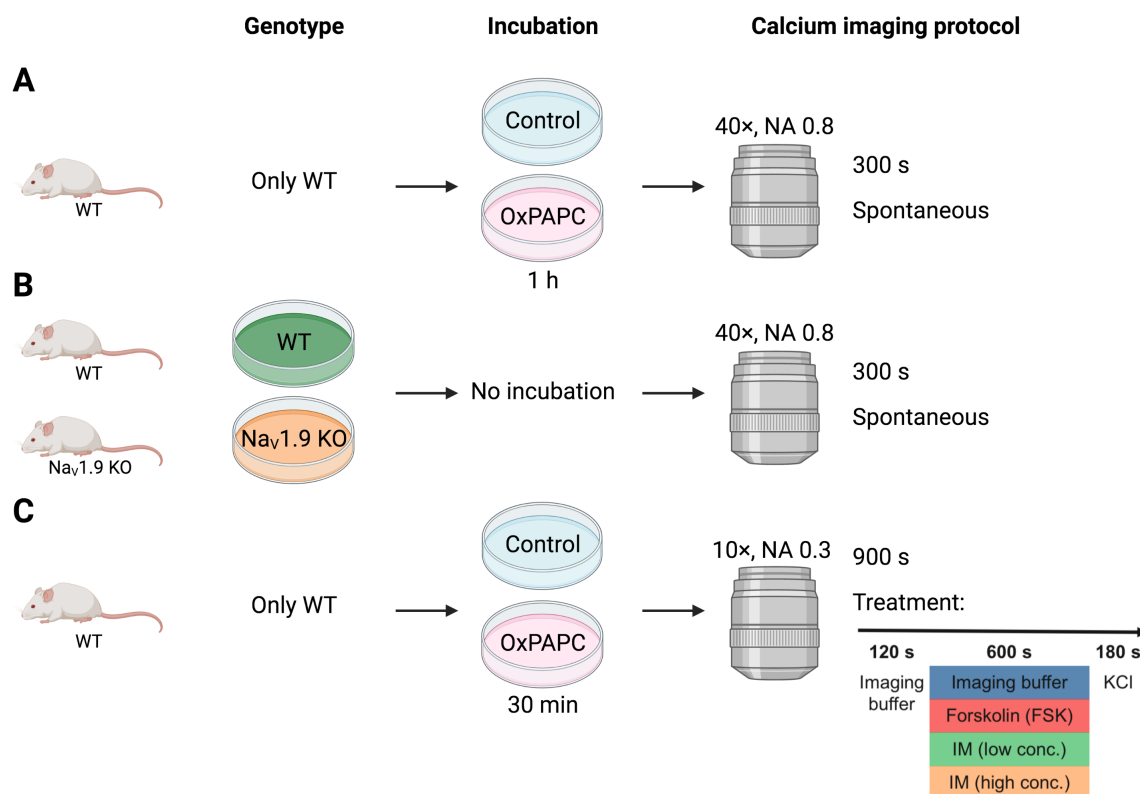 Genotype
Incubation
Calcium imaging protocol
A
WT
Only WT
Control
OxPAPC
1 h
40×, NA 0.8
300 s
Spontaneous
B
WT
NaV1.9 KO
WT
NaV1.9 KO
No incubation
40×, NA 0.8
300 s
Spontaneous
C
WT
Only WT
Control
OxPAPC
30 min
10×, NA 0.3
900 s
Treatment:
120 s
600 s
180 s
Imaging
buffer
Imaging buffer
KCl
Forskolin (FSK)
IM (low conc.)
IM (high conc.)